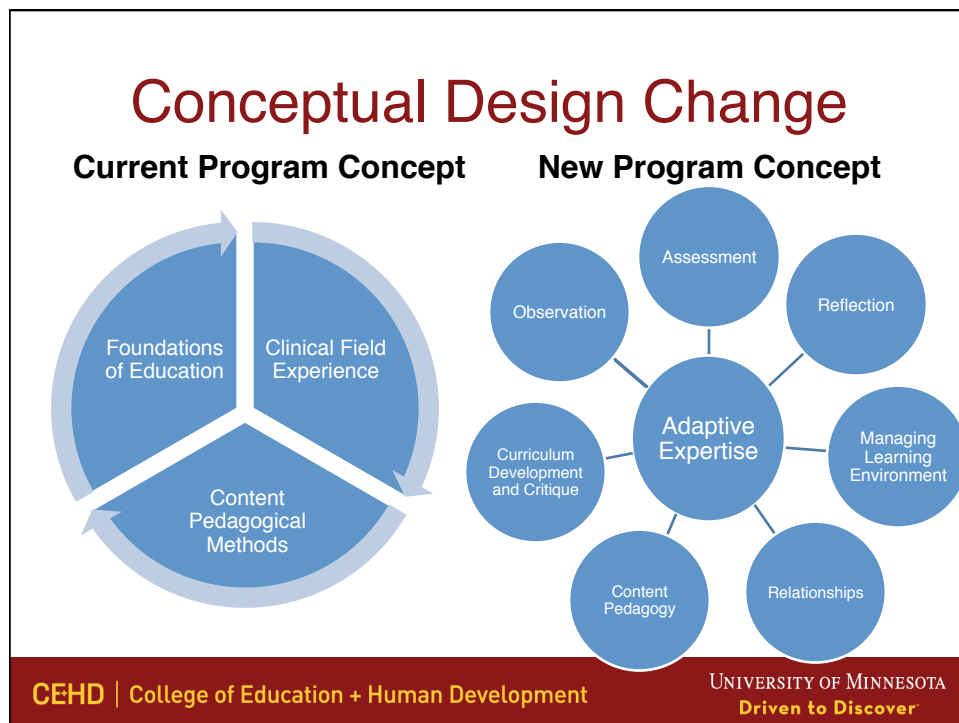 Conceptual Design Change
Current Program Concept
Foundations
of Education
Clinical Field
Experience
Content
Pedagogical
Methods
New Program Concept
Adaptive
Expertise
Assessment
Reflection
Managing
Learning
Environment
Relationships
Content
Pedagogy
Curriculum
Development
and Critique
Observation
CEHD | College of Education + Human Development
UNIVERSITY OF MINNESOTA
Driven to Discover